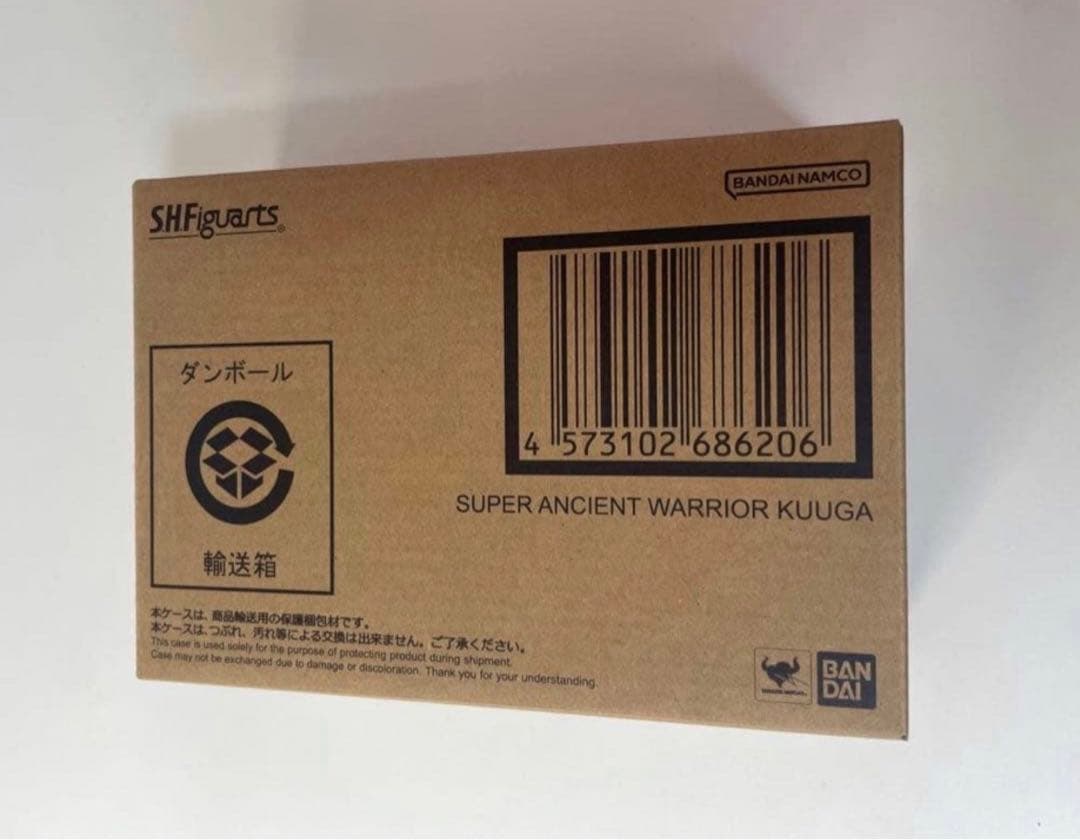 S.H.Figuarts®
BANDAI NAMCO
ダンボール
輸送箱
4 573102 686206
SUPER ANCIENT WARRIOR KUUGA
本ケースは、商品輸送用の保護梱包材です。
本ケースは、つぶれ、汚れ等による交換は出来ません。ご了承ください。
This case is used solely for the purpose of protecting product during shipment.
Case may not be exchanged due to damage or discoloration. Thank you for your understanding.
BAN
DAI